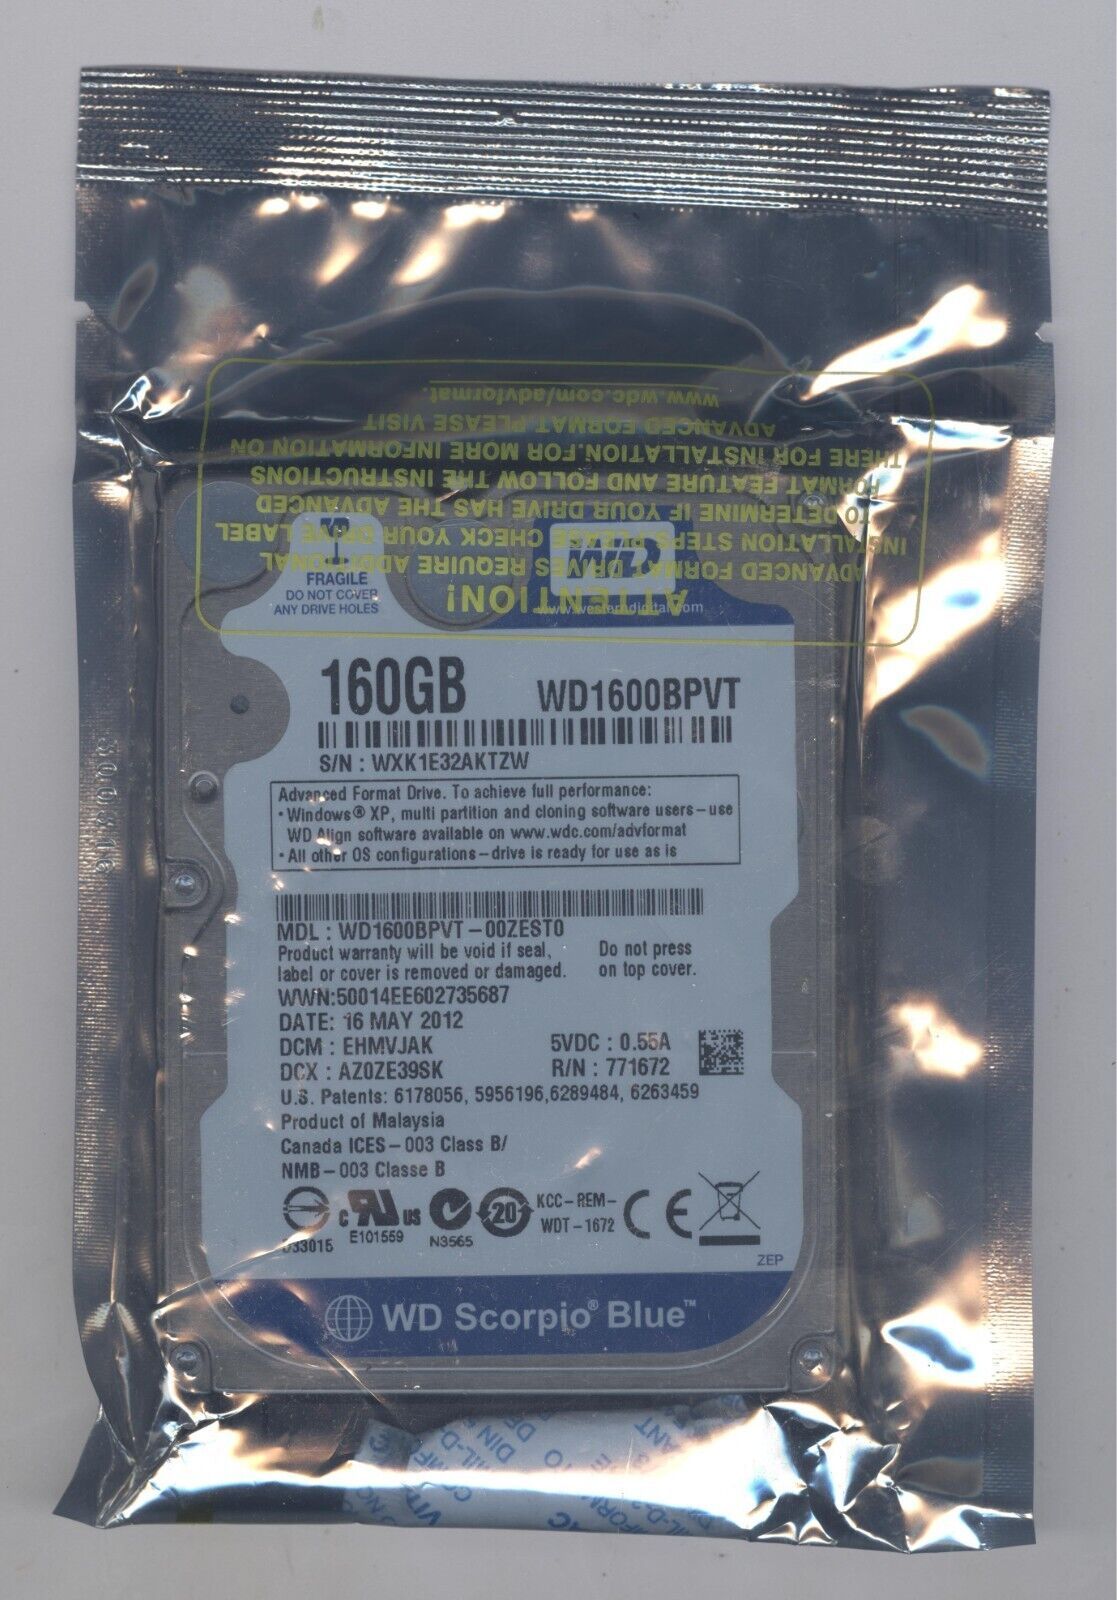 www.wdc.com/advformat.
ADVANCED FORMAT PLEASE VISIT
THERE FOR INSTALLATION.FOR MORE INFORMATION ON
FORMAT FEATURE AND FOLLOW THE INSTRUCTIONS
TO DETERMINE IF YOUR DRIVE HAS THE ADVANCED
INSTALLATION STEPS PLEASE CHECK YOUR DRIVE LABEL
ADVANCED FORMAT DRIVES REQUIRE ADDITIONAL
ATTENTION!
WD
www.westerndigital.com
FRAGILE
DO NOT COVER
ANY DRIVE HOLES
160GB WD1600BPVT
S/N : WXK1E32AKTZW
Advanced Format Drive. To achieve full performance:
• Windows® XP, multi partition and cloning software users – use
WD Align software available on www.wdc.com/advformat
• All other OS configurations – drive is ready for use as is
MDL : WD1600BPVT – 00ZEST0
Product warranty will be void if seal,
label or cover is removed or damaged.
Do not press
on top cover.
WWN:50014EE602735687
DATE: 16 MAY 2012
DCM : EHMVJAK
DCX : AZ0ZE39SK
5VDC : 0.55A
R/N : 771672
U.S. Patents: 6178056, 5956196,6289484, 6263459
Product of Malaysia
Canada ICES – 003 Class B/
NMB – 003 Classe B
D33015
c UR US
E101559
N3565
20
KCC – REM –
WDT – 1672
CE
ZEP
WD Scorpio® Blue™